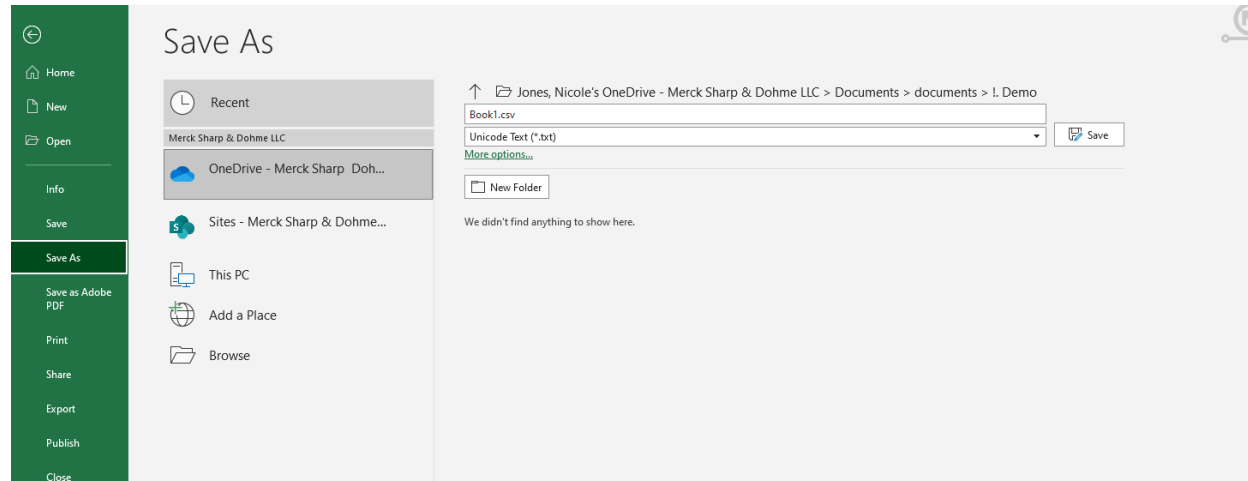 Save As
Home
New
Open
Info
Save
Save As
Save as Adobe
PDF
Print
Share
Export
Publish
Close
Recent
Merck Sharp & Dohme LLC
OneDrive - Merck Sharp Doh...
Sites - Merck Sharp & Dohme...
This PC
Add a Place
Browse
Jones, Nicole's OneDrive - Merck Sharp & Dohme LLC > Documents > documents > !. Demo
Book1.csv
Unicode Text (*.txt)
Save
More options...
New Folder
We didn't find anything to show here.